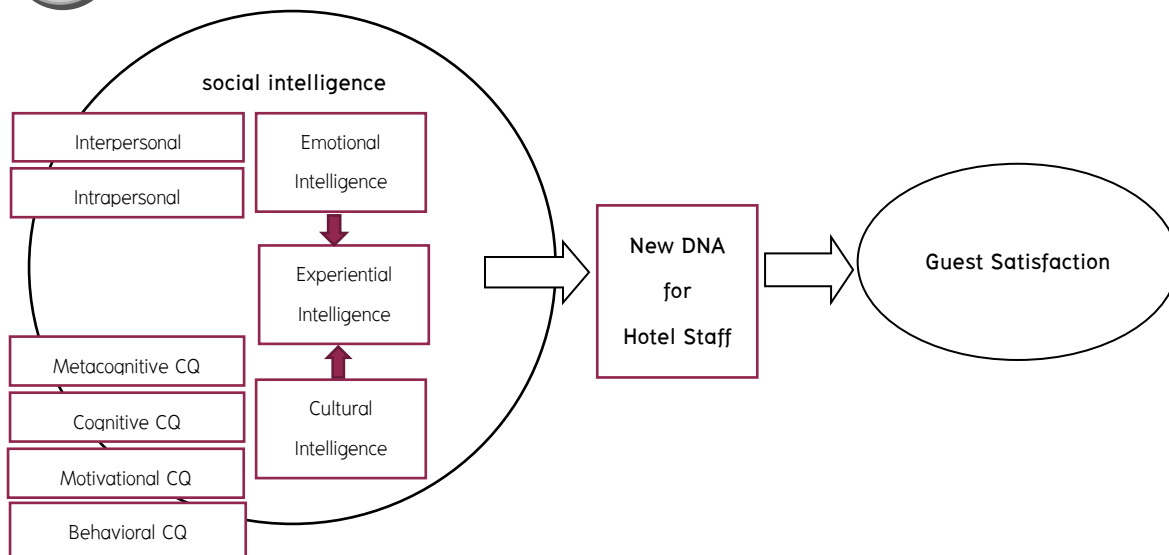 social intelligence
Interpersonal
Intrapersonal
Emotional
Intelligence
Experiential
Intelligence
Metacognitive CQ
Cognitive CQ
Motivational CQ
Behavioral CQ
Cultural
Intelligence
New DNA
for
Hotel Staff
Guest Satisfaction